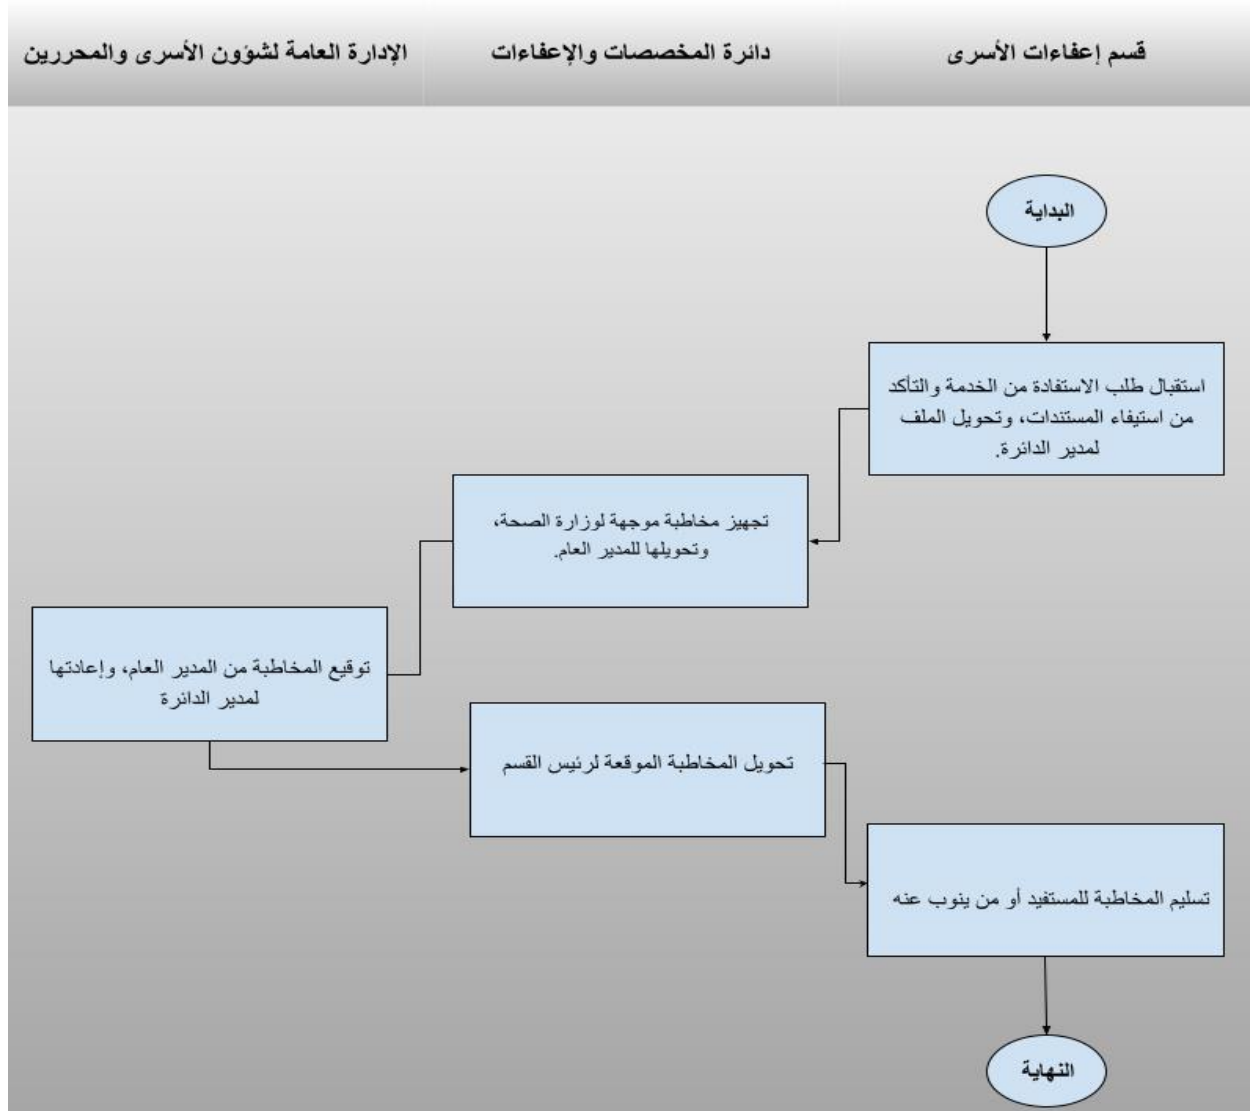 قسم إعفاءات الأسرى
دائرة المخصصات والإعفاءات
الإدارة العامة لشؤون الأسرى والمحررين
البداية
استقبال طلب الاستفادة من الخدمة والتأكد
من استيفاء المستندات، وتحويل الملف
لمدير الدائرة.
تجهيز مخاطبة موجهة لوزارة الصحة،
وتحويلها للمدير العام.
توقيع المخاطبة من المدير العام، وإعادتها
لمدير الدائرة
تحويل المخاطبة الموقعة لرئيس القسم
تسليم المخاطبة للمستفيد أو من ينوب عنه
النهاية